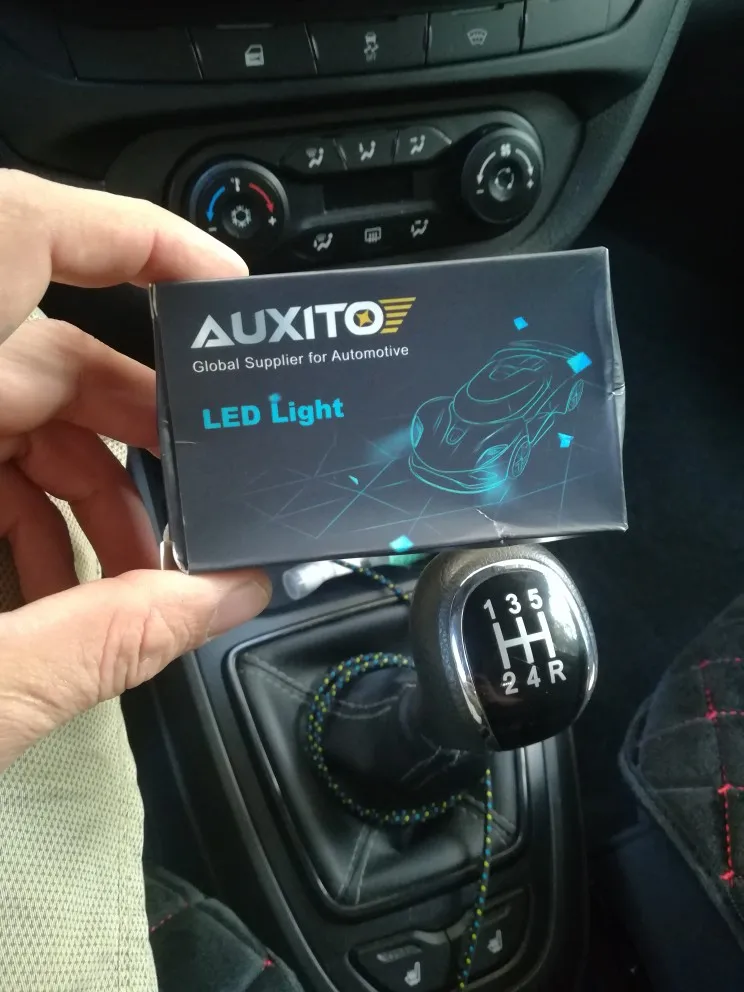 AUXITO
Global Supplier for Automotive
LED Light
1 3 5
2 4 R